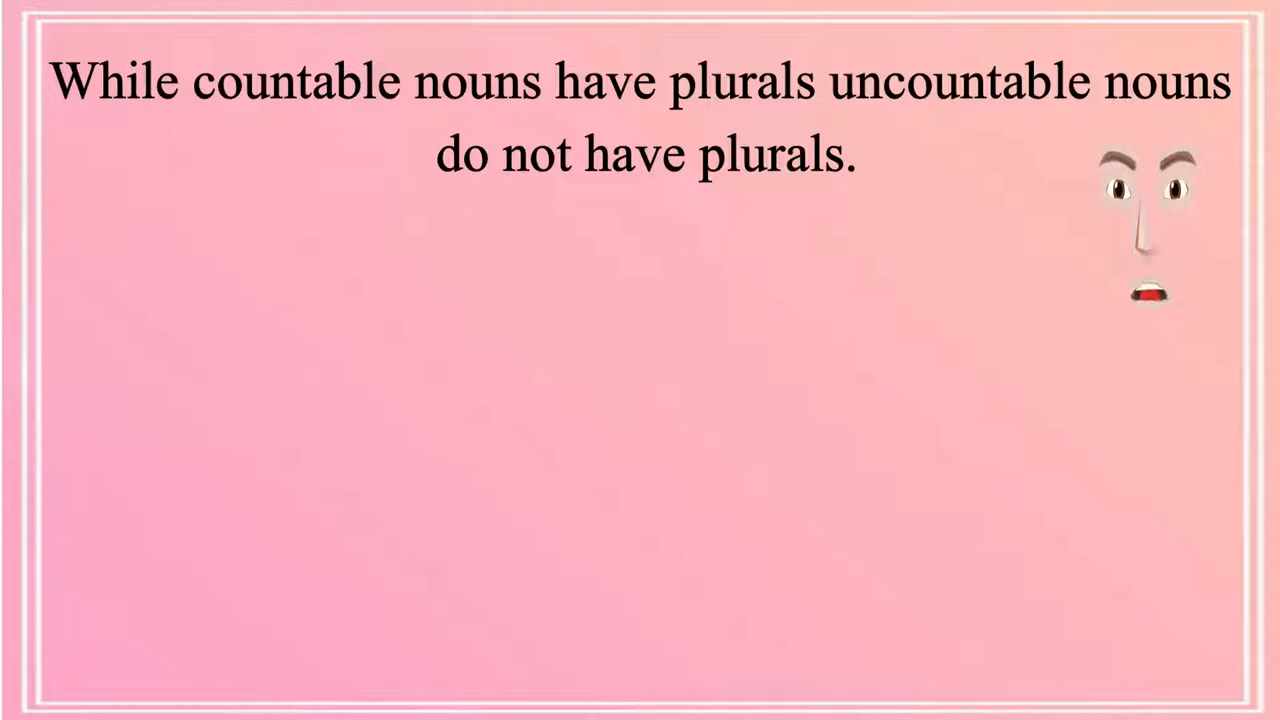 While countable nouns have plurals uncountable nouns
do not have plurals.